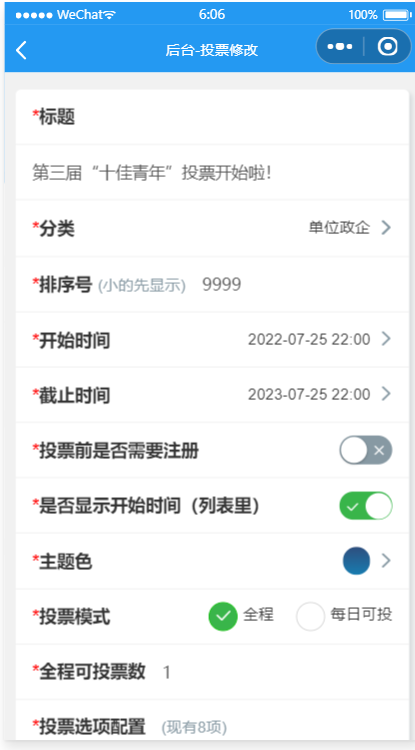 WeChat 6:06 100%
后台-投票修改
*标题
第三届“十佳青年”投票开始啦!
*分类 单位政企
*排序号 (小的先显示) 9999
*开始时间 2022-07-25 22:00
*截止时间 2023-07-25 22:00
*投票前是否需要注册
*是否显示开始时间（列表里）
*主题色
*投票模式 全程 每日可投
*全程可投票数 1
*投票选项配置 (现有8项)